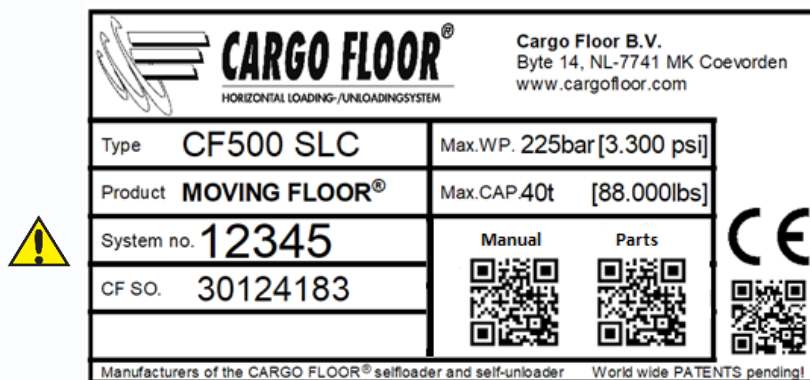 CARGO FLOOR®
HORIZONTAL LOADING-/UNLOADINGSYSTEM
Cargo Floor B.V.
Byte 14, NL-7741 MK Coevorden
www.cargofloor.com
Type CF500 SLC
Max.WP. 225bar [3.300 psi]
Product MOVING FLOOR®
Max.CAP. 40t [88.000lbs]
System no. 12345
Manual Parts
CE
CF SO. 30124183
Manufacturers of the CARGO FLOOR® selfloader and self-unloader World wide PATENTS pending!